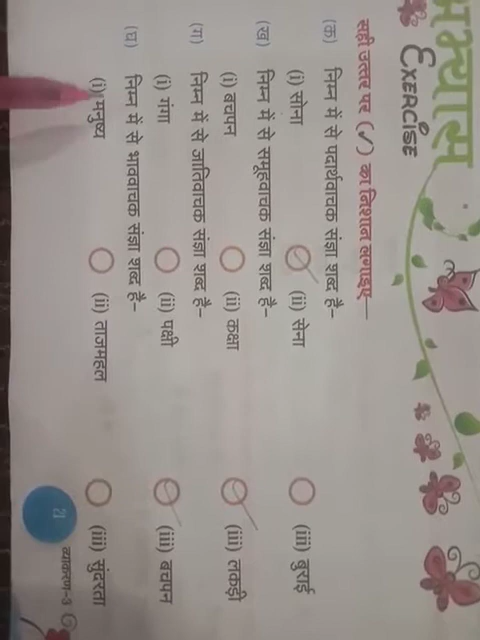 अभ्यास
EXERCISE
सही उत्तर पर (✓) का निशान लगाइए—
(क) निम्न में से पदार्थवाचक संज्ञा शब्द है-
(i) सोना (ii) सेना (iii) बुराई
(ख) निम्न में से समूहवाचक संज्ञा शब्द है-
(i) बचपन (ii) कक्षा (iii) लकड़ी
(ग) निम्न में से जातिवाचक संज्ञा शब्द है-
(i) गंगा (ii) पक्षी (iii) बचपन
(घ) निम्न में से भाववाचक संज्ञा शब्द है-
(i) मनुष्य (ii) ताजमहल (iii) सुंदरता
21 व्याकरण-3